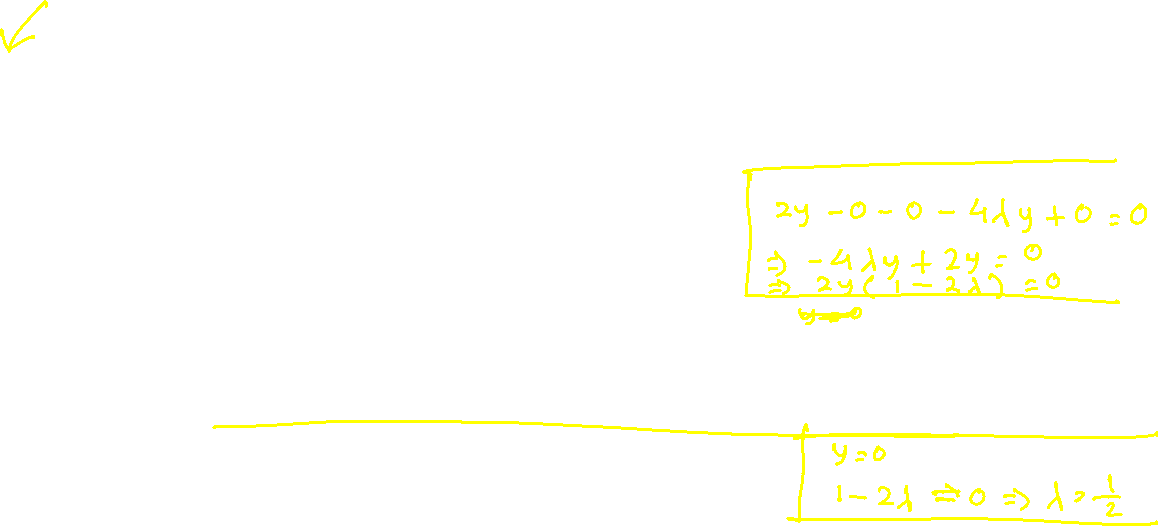 2y - 0 - 0 - 4λy + 0 = 0
⇒ -4λy + 2y = 0
⇒ 2y(1 - 2λ) = 0
y = 0
1 - 2λ = 0 ⇒ λ = 1/2